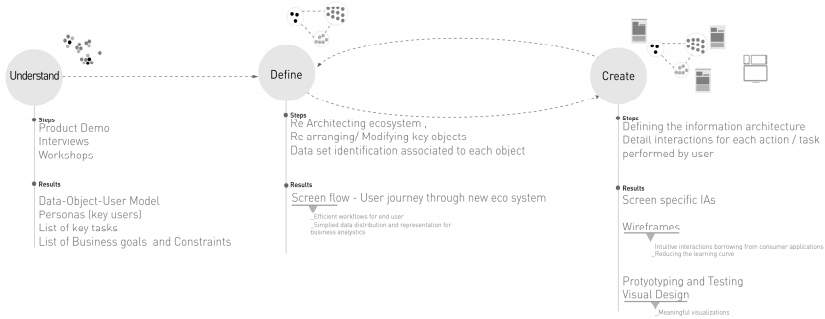 Understand
Steps
Product Demo
Interviews
Workshops
Results
Data-Object-User Model
Personas (key users)
List of key tasks
List of Business goals and Constraints
Define
Steps
Re Architecting ecosystem ,
Re arranging/ Modifying key objects
Data set identification associated to each object
Results
Screen flow - User journey through new eco system
_Efficient workflows for end user
_Simplied data distribution and representation for
business anaystics
Create
Steps
Defining the information architecture
Detail interactions for each action / task
performed by user
Results
Screen specific IAs
Wireframes
Intuitive interactions borrowing from consumer applications
_Reducing the learning curve
Protyotyping and Testing
Visual Design
_Meaningful visualizations